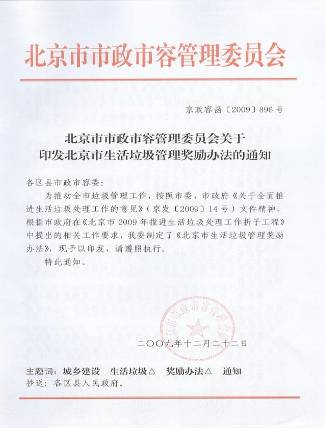 北京市市政市容管理委员会
京政容函〔2009〕896号
北京市市政市容管理委员会关于
印发北京市生活垃圾管理奖励办法的通知
各区县市政市容委：
为推动全市垃圾管理工作，按照市委、市政府《关于全面推
进生活垃圾处理工作的意见》（京发〔2009〕14号）文件精神，
根据市政府在《北京市2009年推进生活垃圾处理工作折子工程》
中提出的相关工作要求，我委制定了《北京市生活垃圾管理奖励
办法》，现予以印发，请遵照执行。
特此通知。
二〇〇九年十二月二十二日
主题词：城乡建设 生活垃圾△ 奖励办法△ 通知
抄送：各区县人民政府。